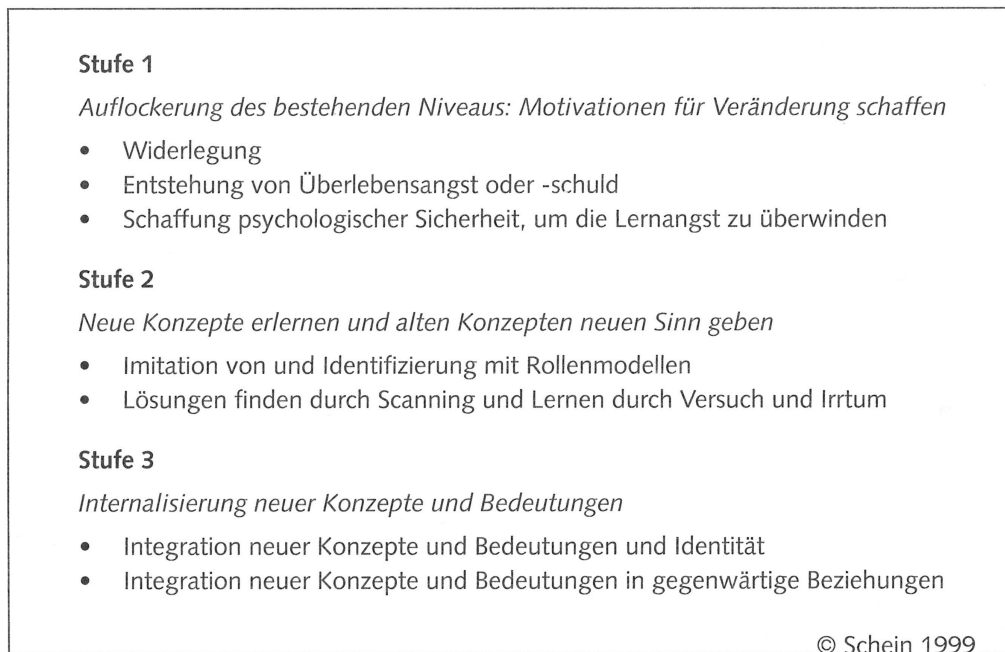 Stufe 1
Auflockerung des bestehenden Niveaus: Motivationen für Veränderung schaffen
• Widerlegung
• Entstehung von Überlebensangst oder -schuld
• Schaffung psychologischer Sicherheit, um die Lernangst zu überwinden
Stufe 2
Neue Konzepte erlernen und alten Konzepten neuen Sinn geben
• Imitation von und Identifizierung mit Rollenmodellen
• Lösungen finden durch Scanning und Lernen durch Versuch und Irrtum
Stufe 3
Internalisierung neuer Konzepte und Bedeutungen
• Integration neuer Konzepte und Bedeutungen und Identität
• Integration neuer Konzepte und Bedeutungen in gegenwärtige Beziehungen
© Schein 1999